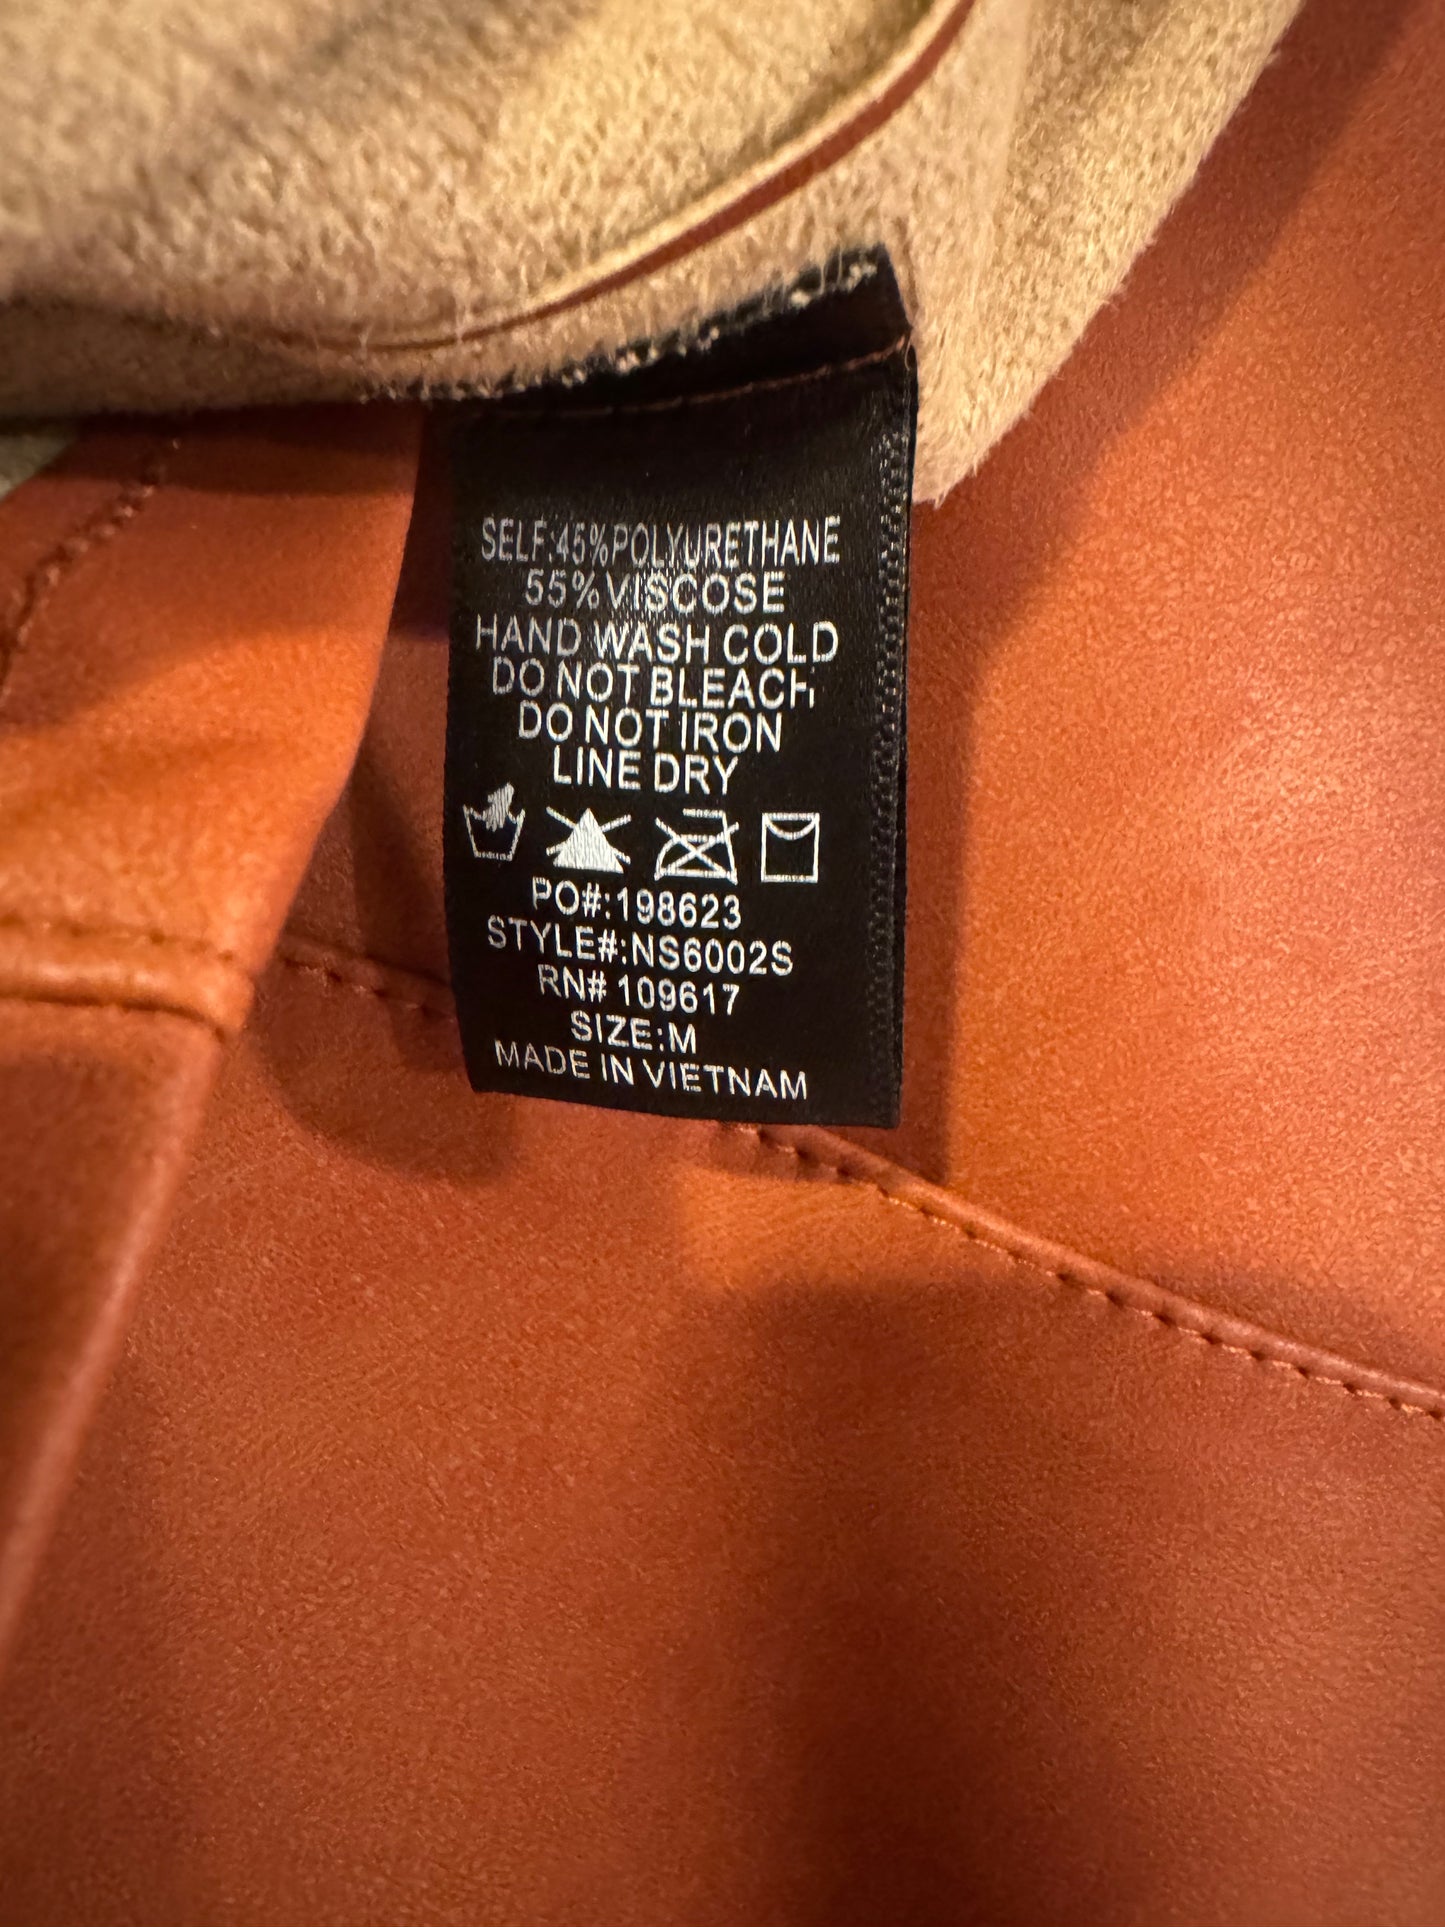 SELF:45%POLYURETHANE
55%VISCOSE
HAND WASH COLD
DO NOT BLEACH
DO NOT IRON
LINE DRY
PO#:198623
STYLE#:NS6002S
RN# 109617
SIZE:M
MADE IN VIETNAM